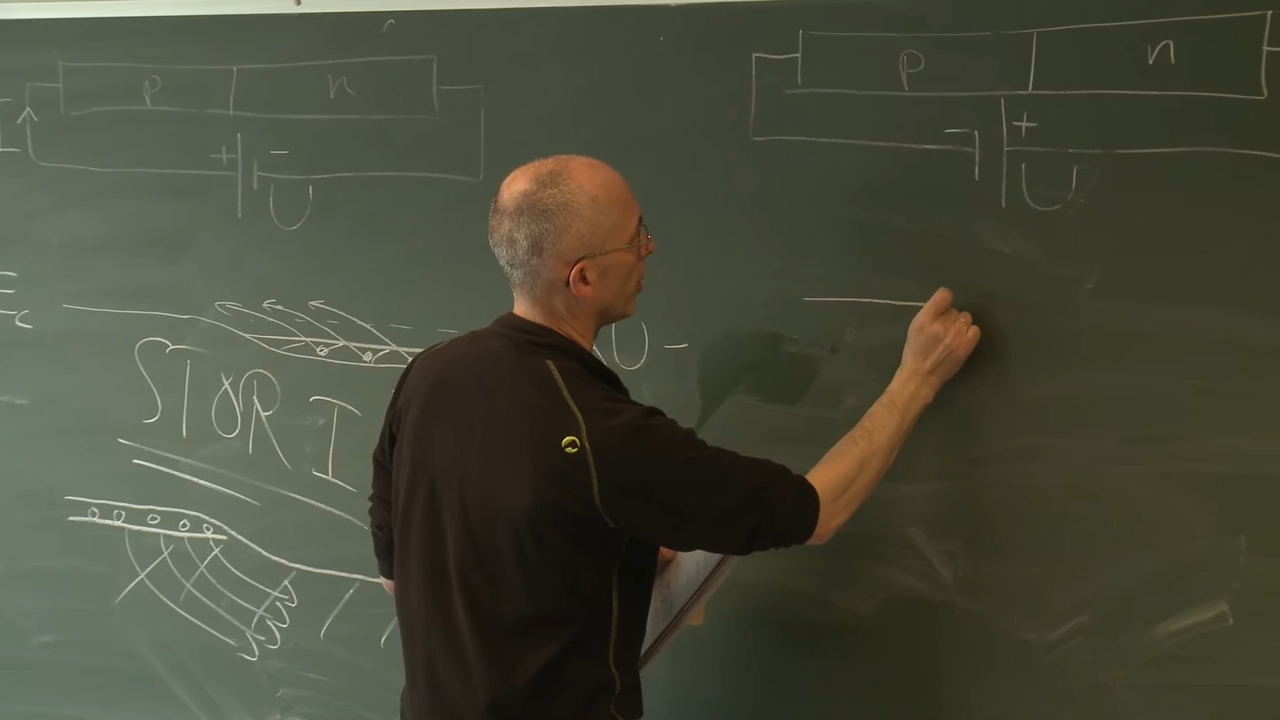 p n
+ -
U
p n
- +
U
U -
STOR I